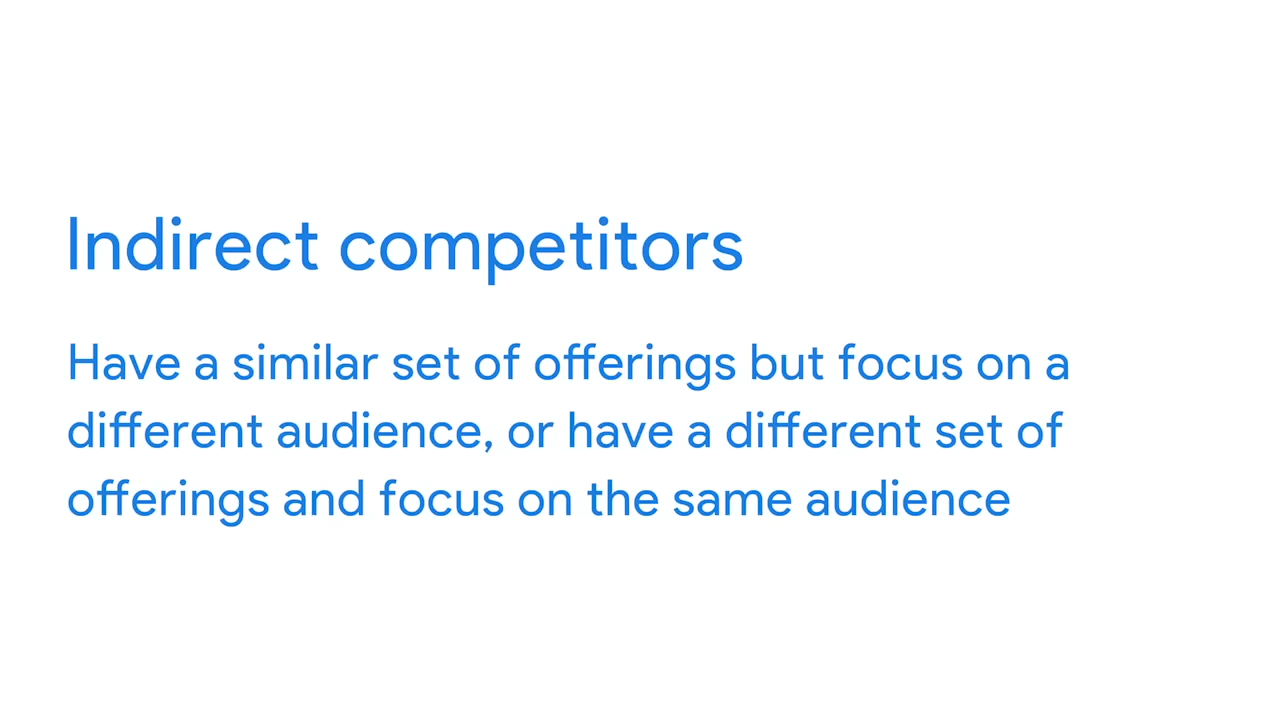 Indirect competitors
Have a similar set of offerings but focus on a
different audience, or have a different set of
offerings and focus on the same audience